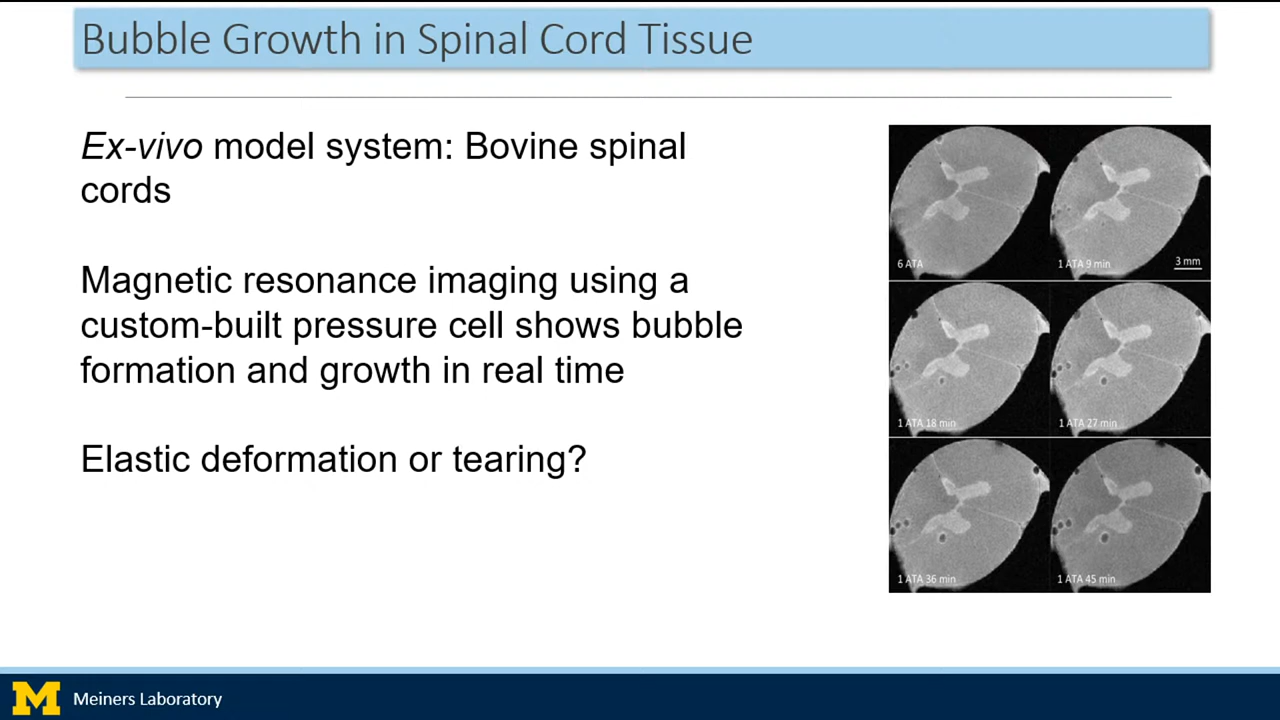 Bubble Growth in Spinal Cord Tissue
Ex-vivo model system: Bovine spinal
cords
Magnetic resonance imaging using a
custom-built pressure cell shows bubble
formation and growth in real time
Elastic deformation or tearing?
6 ATA
1 ATA 9 min
3 mm
1 ATA 18 min
1 ATA 27 min
1 ATA 36 min
1 ATA 45 min
M
Meiners Laboratory